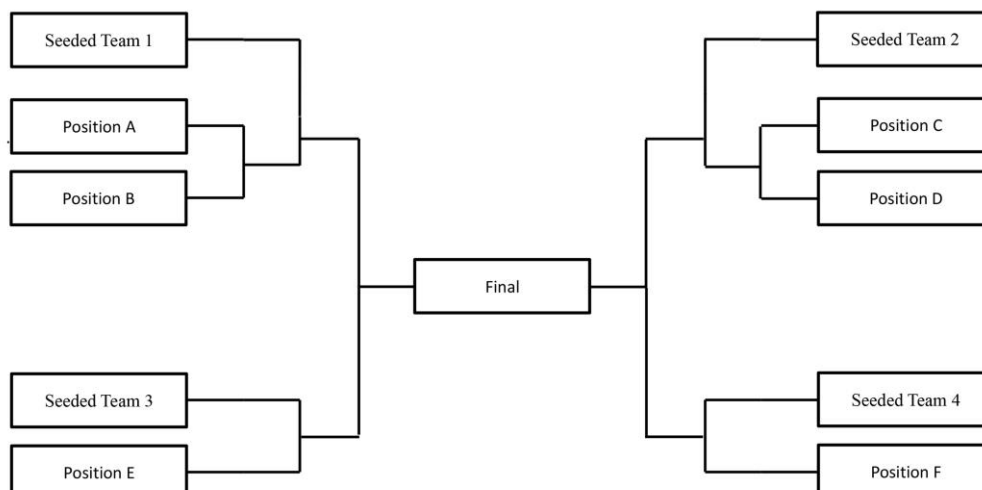 Seeded Team 1
Seeded Team 2
Position A
Position C
Position B
Position D
Final
Seeded Team 3
Seeded Team 4
Position E
Position F